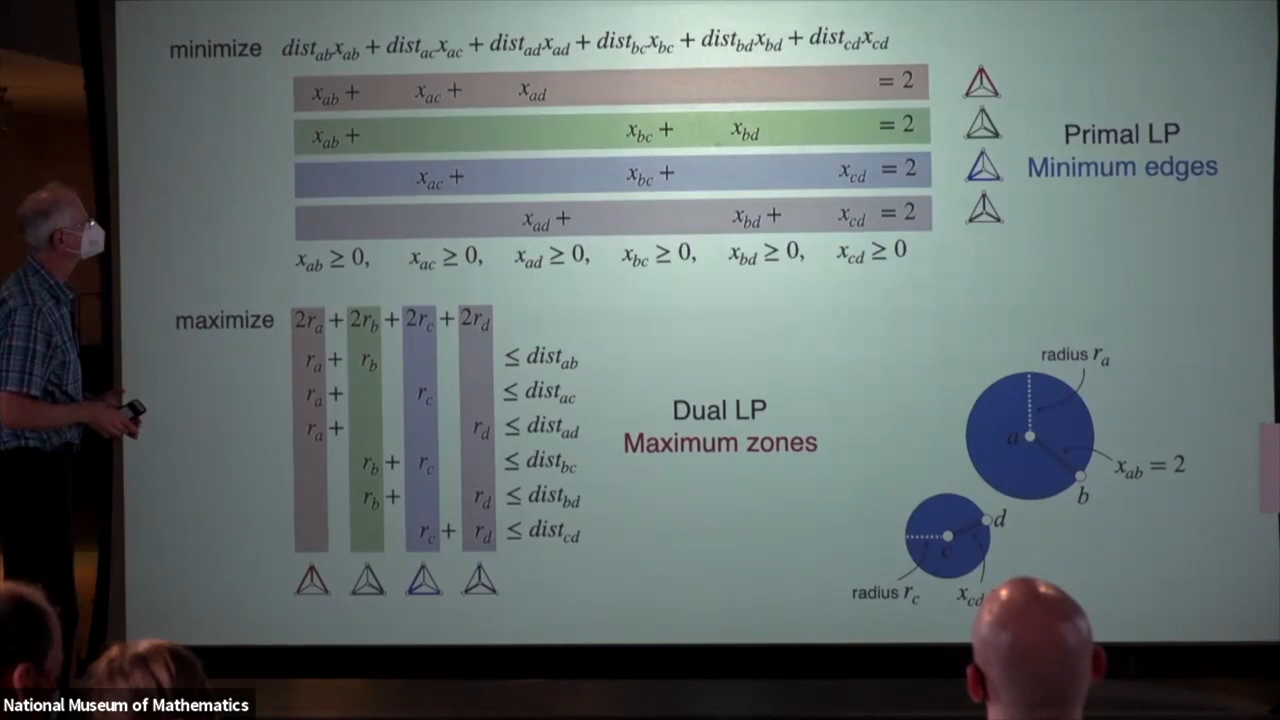 minimize dist_ab x_ab + dist_ac x_ac + dist_ad x_ad + dist_bc x_bc + dist_bd x_bd + dist_cd x_cd
x_ab + x_ac + x_ad = 2
x_ab + x_bc + x_bd = 2
x_ac + x_bc + x_cd = 2
x_ad + x_bd + x_cd = 2
x_ab ≥ 0, x_ac ≥ 0, x_ad ≥ 0, x_bc ≥ 0, x_bd ≥ 0, x_cd ≥ 0
Primal LP
Minimum edges
maximize 2r_a + 2r_b + 2r_c + 2r_d
r_a + r_b ≤ dist_ab
r_a + r_c ≤ dist_ac
r_a + r_d ≤ dist_ad
r_b + r_c ≤ dist_bc
r_b + r_d ≤ dist_bd
r_c + r_d ≤ dist_cd
Dual LP
Maximum zones
radius r_a
a
x_ab = 2
b
d
c
radius r_c
x_cd
National Museum of Mathematics